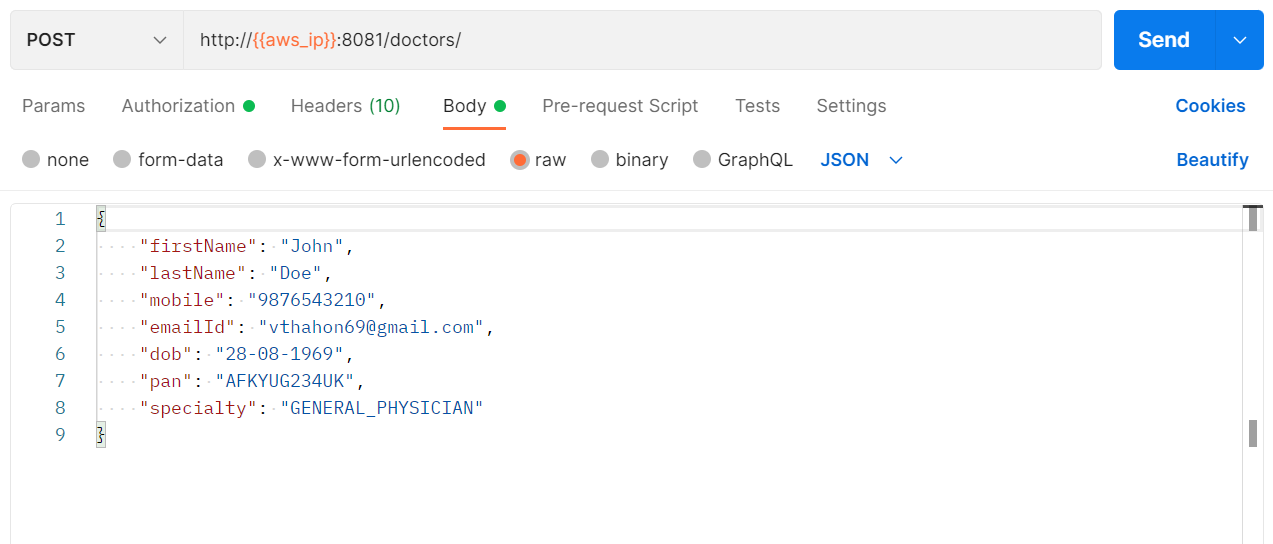 POST http://{{aws_ip}}:8081/doctors/ Send
Params Authorization Headers (10) Body Pre-request Script Tests Settings Cookies
none form-data x-www-form-urlencoded raw binary GraphQL JSON Beautify
1 {
2 ····"firstName":·"John",
3 ····"lastName":·"Doe",
4 ····"mobile":·"9876543210",
5 ····"emailId":·"vthahon69@gmail.com",
6 ····"dob":·"28-08-1969",
7 ····"pan":·"AFKYUG234UK",
8 ····"specialty":·"GENERAL_PHYSICIAN"
9 }